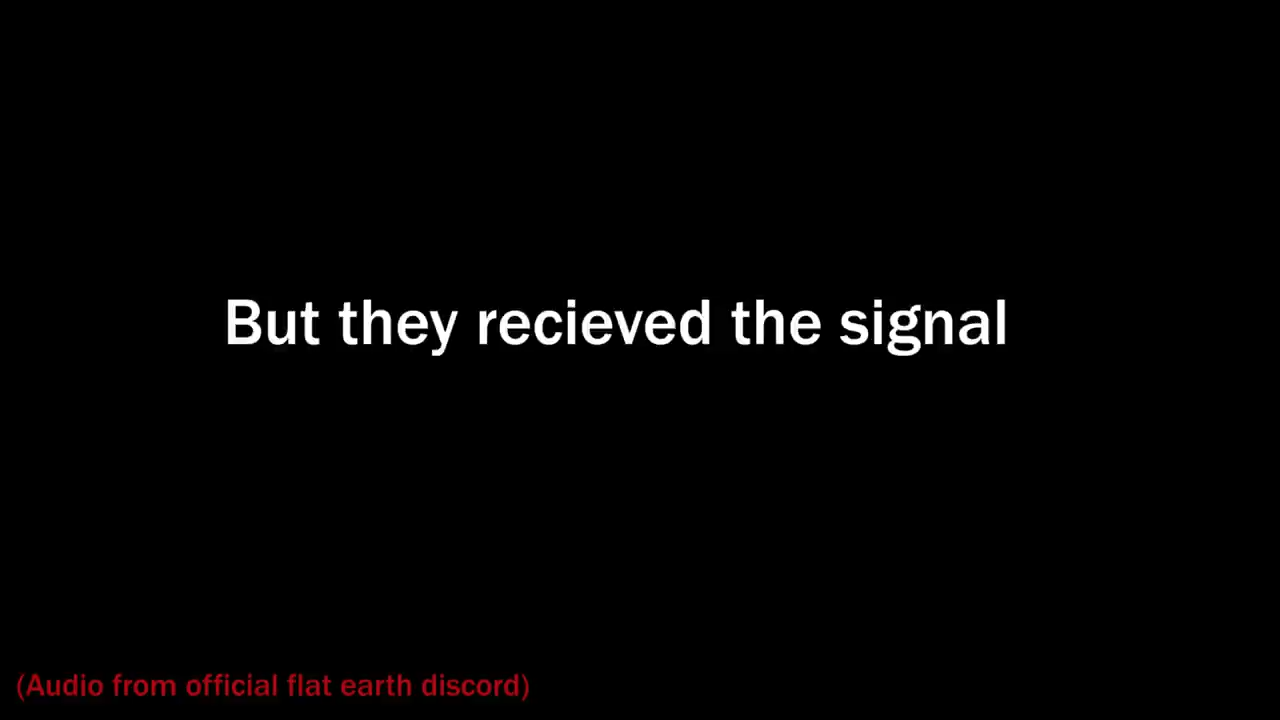 But they recieved the signal
(Audio from official flat earth discord)